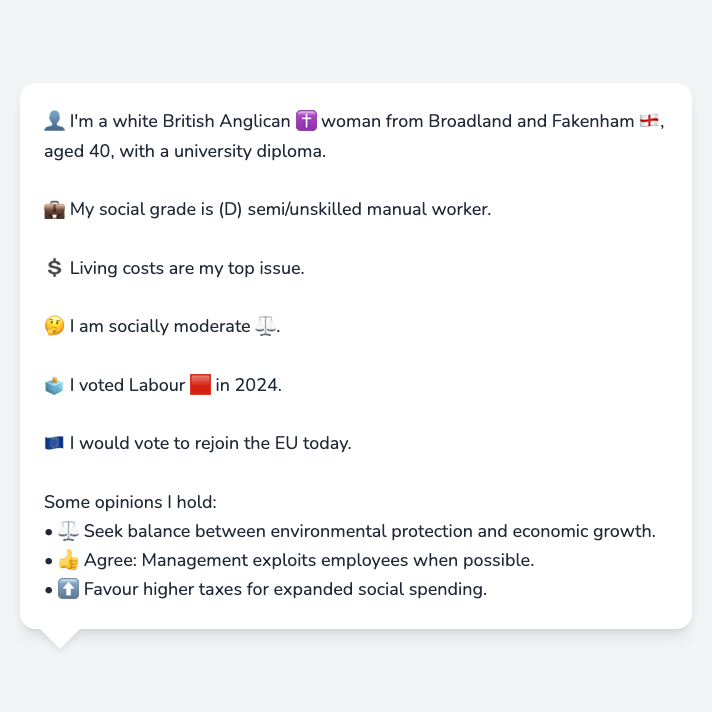 👤 I'm a white British Anglican ✝️ woman from Broadland and Fakenham 🏴󠁧󠁢󠁥󠁮󠁧󠁿,
aged 40, with a university diploma.
💼 My social grade is (D) semi/unskilled manual worker.
💲 Living costs are my top issue.
🤔 I am socially moderate ⚖️.
🗳️ I voted Labour 🟥 in 2024.
🇪🇺 I would vote to rejoin the EU today.
Some opinions I hold:
• ⚖️ Seek balance between environmental protection and economic growth.
• 👍 Agree: Management exploits employees when possible.
• ⬆️ Favour higher taxes for expanded social spending.